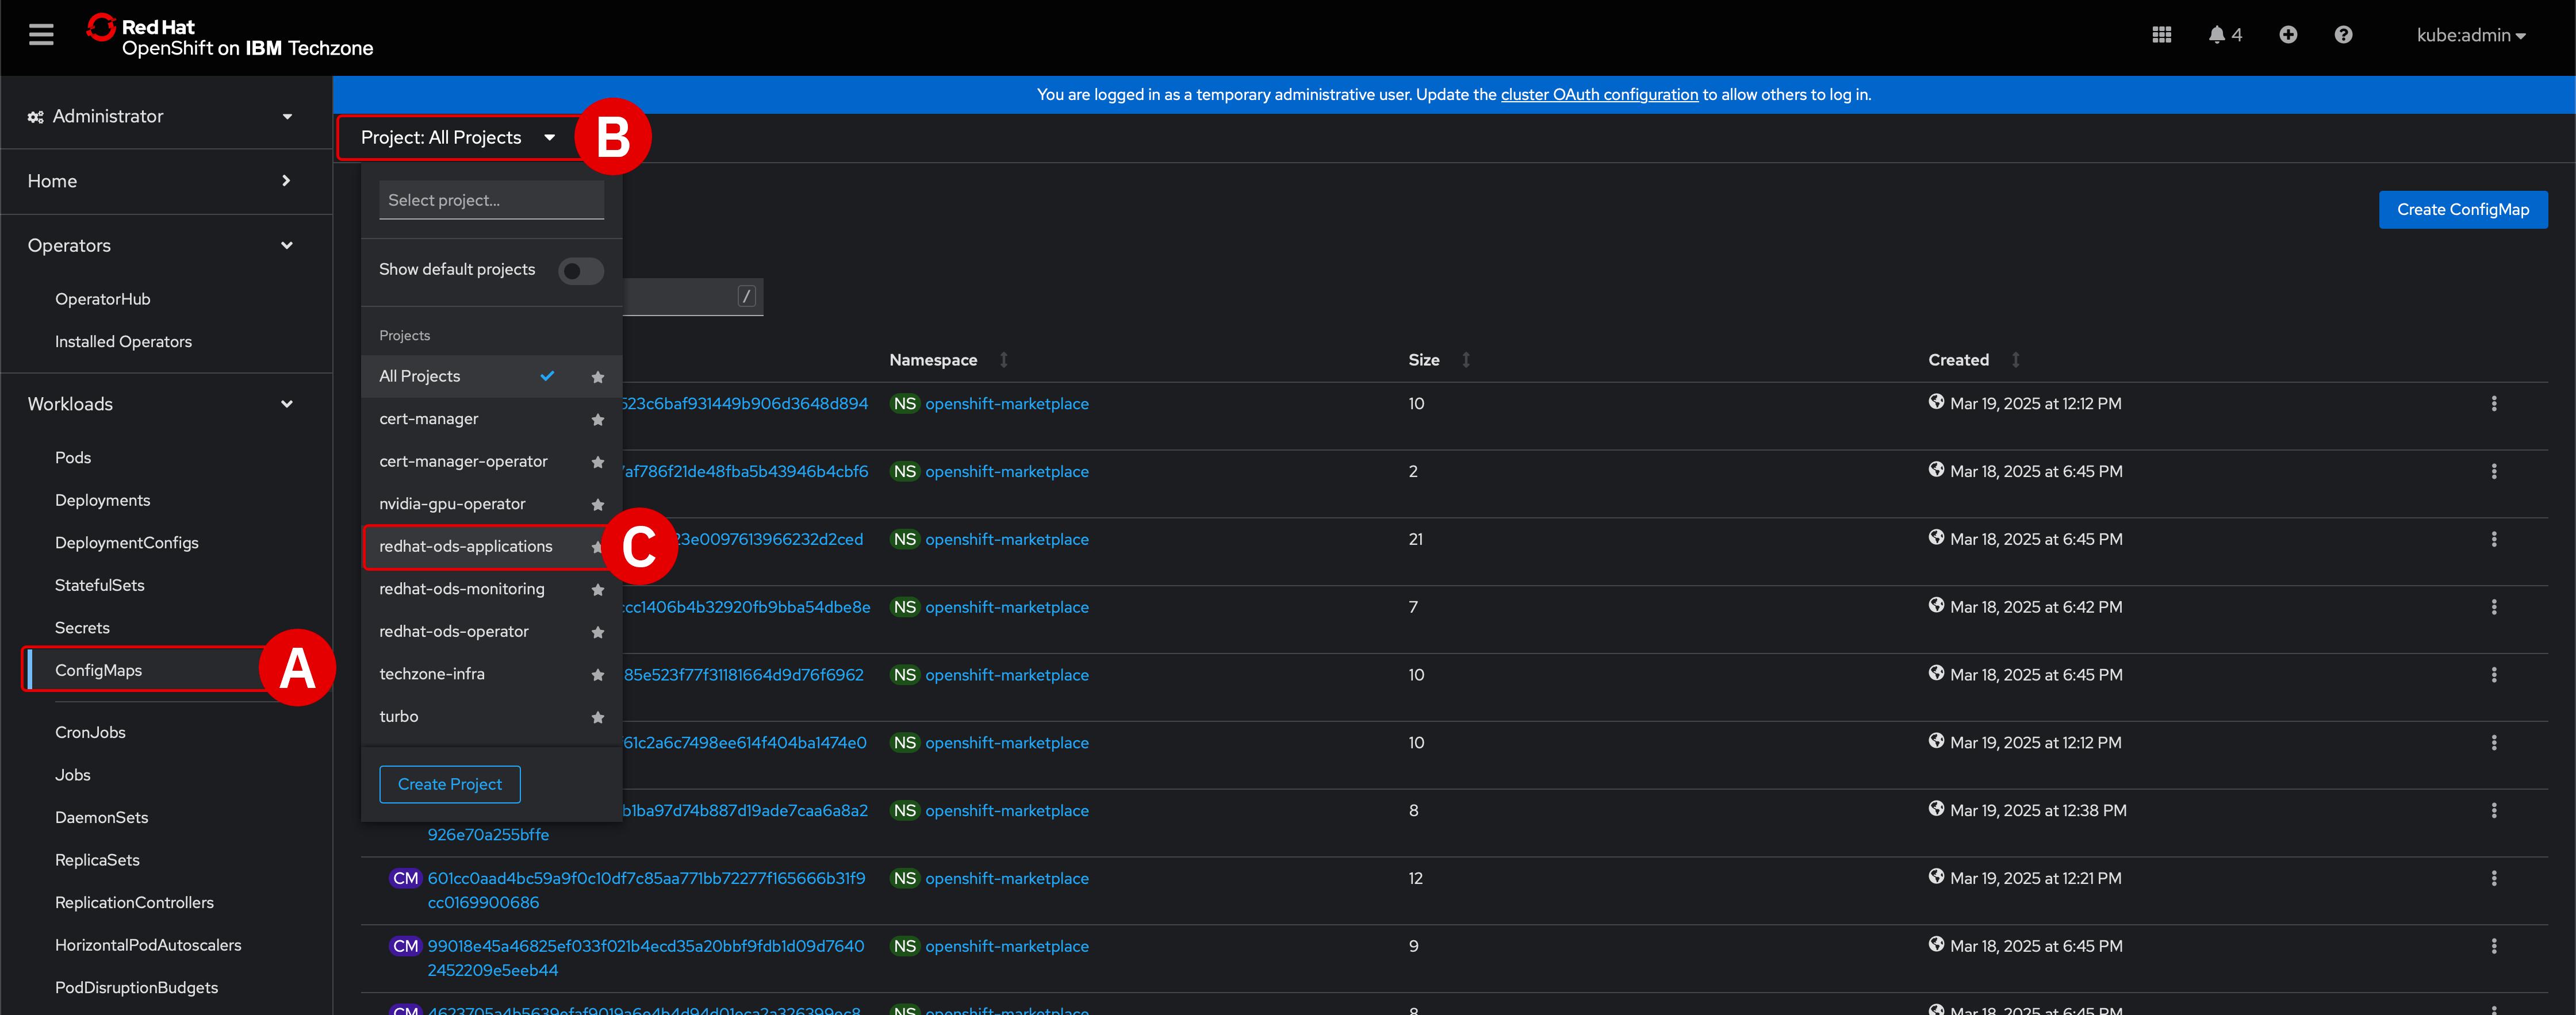 Red Hat
OpenShift on IBM Techzone
4
kube:admin
You are logged in as a temporary administrative user. Update the cluster OAuth configuration to allow others to log in.
Administrator
Home
Operators
OperatorHub
Installed Operators
Workloads
Pods
Deployments
DeploymentConfigs
StatefulSets
Secrets
ConfigMaps
A
CronJobs
Jobs
DaemonSets
ReplicaSets
ReplicationControllers
HorizontalPodAutoscalers
PodDisruptionBudgets
Project: All Projects
B
Select project...
Show default projects
Projects
All Projects
cert-manager
cert-manager-operator
nvidia-gpu-operator
redhat-ods-applications
C
redhat-ods-monitoring
redhat-ods-operator
techzone-infra
turbo
Create Project
Create ConfigMap
/
Namespace Size Created
523c6baf931449b906d3648d894 NS openshift-marketplace 10 Mar 19, 2025 at 12:12 PM
af786f21de48fba5b43946b4cbf6 NS openshift-marketplace 2 Mar 18, 2025 at 6:45 PM
23e0097613966232d2ced NS openshift-marketplace 21 Mar 18, 2025 at 6:45 PM
cc1406b4b32920fb9bba54dbe8e NS openshift-marketplace 7 Mar 18, 2025 at 6:42 PM
85e523f77f31181664d9d76f6962 NS openshift-marketplace 10 Mar 18, 2025 at 6:45 PM
61c2a6c7498ee614f404ba1474e0 NS openshift-marketplace 10 Mar 19, 2025 at 12:12 PM
b1ba97d74b887d19ade7caa6a8a2 NS openshift-marketplace 8 Mar 19, 2025 at 12:38 PM
926e70a255bffe
CM 601cc0aad4bc59a9f0c10df7c85aa771bb72277f165666b31f9 NS openshift-marketplace 12 Mar 19, 2025 at 12:21 PM
cc0169900686
CM 99018e45a46825ef033f021b4ecd35a20bbf9fdb1d09d7640 NS openshift-marketplace 9 Mar 18, 2025 at 6:45 PM
2452209e5eeb44
CM NS openshift-marketplace 8 Mar 18, 2025 at 6:45 PM